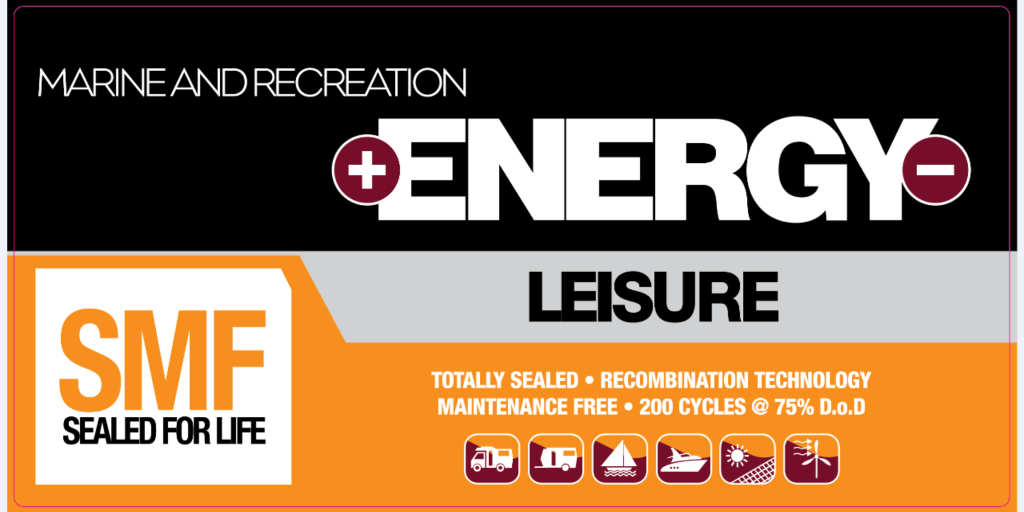 MARINE AND RECREATION
+ENERGY-
LEISURE
SMF
SEALED FOR LIFE
TOTALLY SEALED • RECOMBINATION TECHNOLOGY
MAINTENANCE FREE • 200 CYCLES @ 75% D.o.D